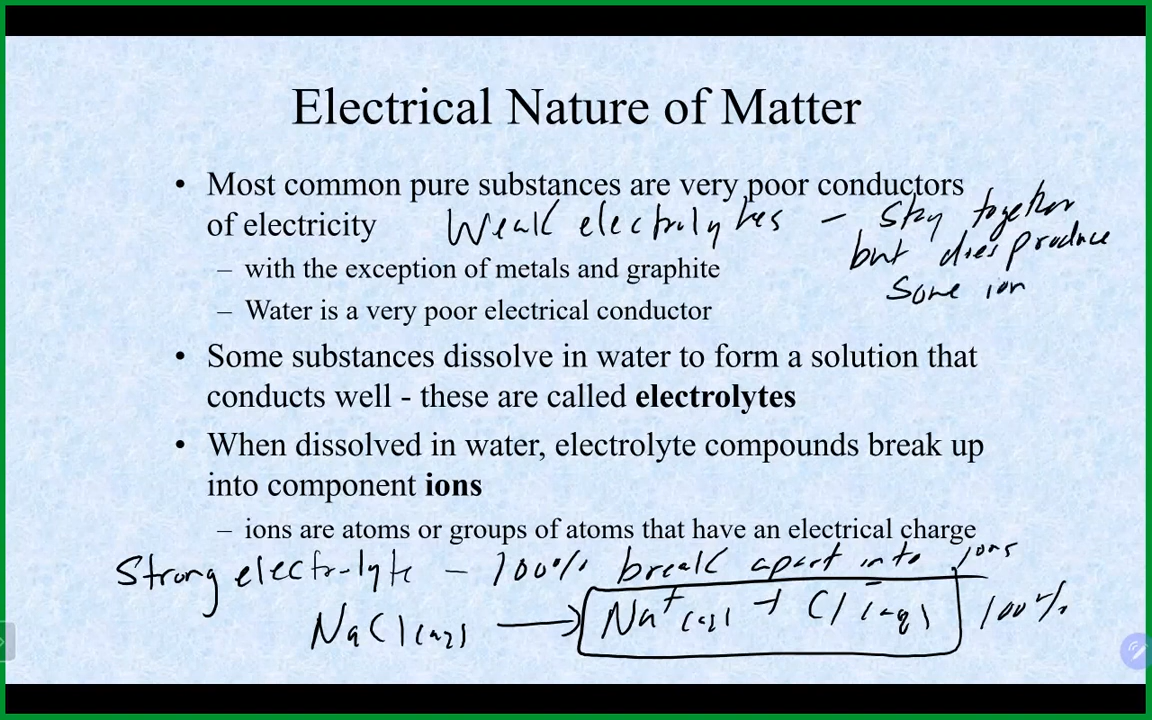 Electrical Nature of Matter
• Most common pure substances are very poor conductors
of electricity
Weak electrolytes – stay together
but does produce
some ion
– with the exception of metals and graphite
– Water is a very poor electrical conductor
• Some substances dissolve in water to form a solution that
conducts well - these are called electrolytes
• When dissolved in water, electrolyte compounds break up
into component ions
– ions are atoms or groups of atoms that have an electrical charge
Strong electrolyte – 100% break apart into ions
NaCl(aq) → Na⁺(aq) + Cl⁻(aq) 100%